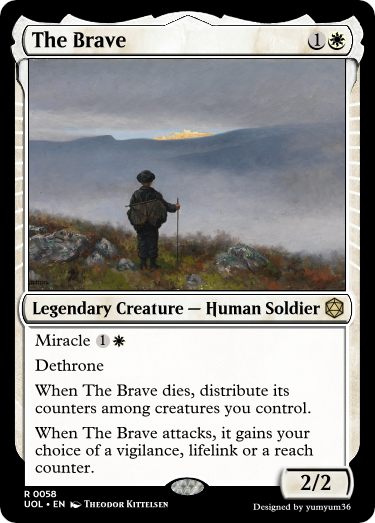 The Brave 1
Legendary Creature — Human Soldier
Miracle 1
Dethrone
When The Brave dies, distribute its
counters among creatures you control.
When The Brave attacks, it gains your
choice of a vigilance, lifelink or a reach
counter.
2/2
R 0058
UOL • EN Theodor Kittelsen
Designed by yumyum36